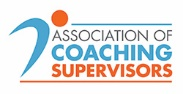 ASSOCIATION OF
COACHING
SUPERVISORS